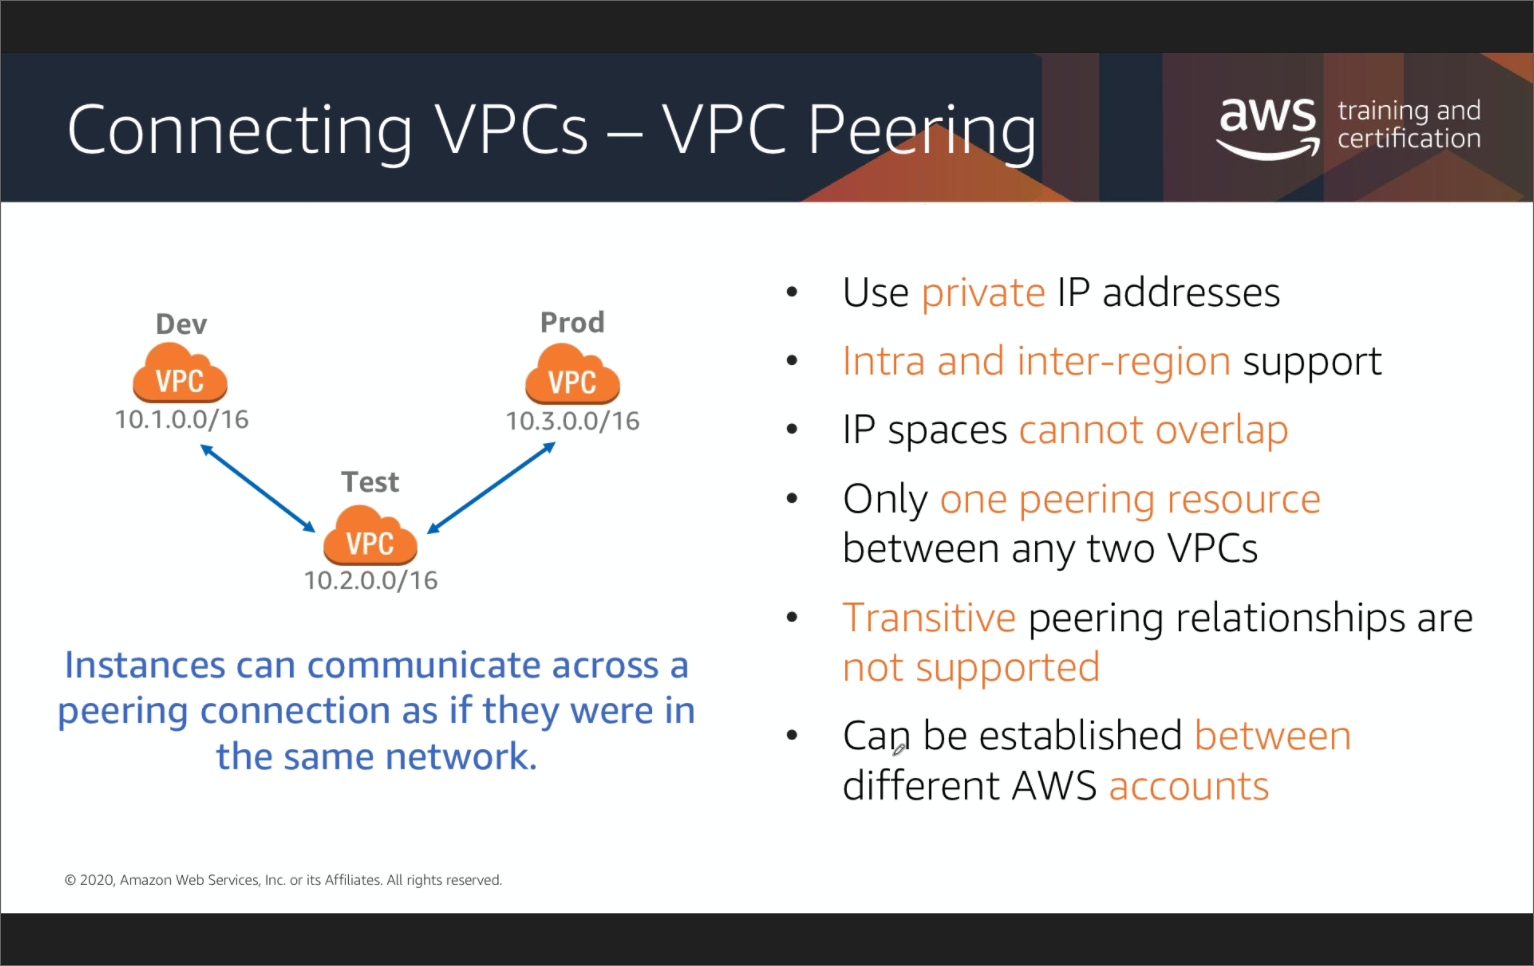 Connecting VPCs – VPC Peering
aws training and
certification
Dev
VPC
10.1.0.0/16
Prod
VPC
10.3.0.0/16
Test
VPC
10.2.0.0/16
Instances can communicate across a
peering connection as if they were in
the same network.
• Use private IP addresses
• Intra and inter-region support
• IP spaces cannot overlap
• Only one peering resource
between any two VPCs
• Transitive peering relationships are
not supported
• Can be established between
different AWS accounts
© 2020, Amazon Web Services, Inc. or its Affiliates. All rights reserved.